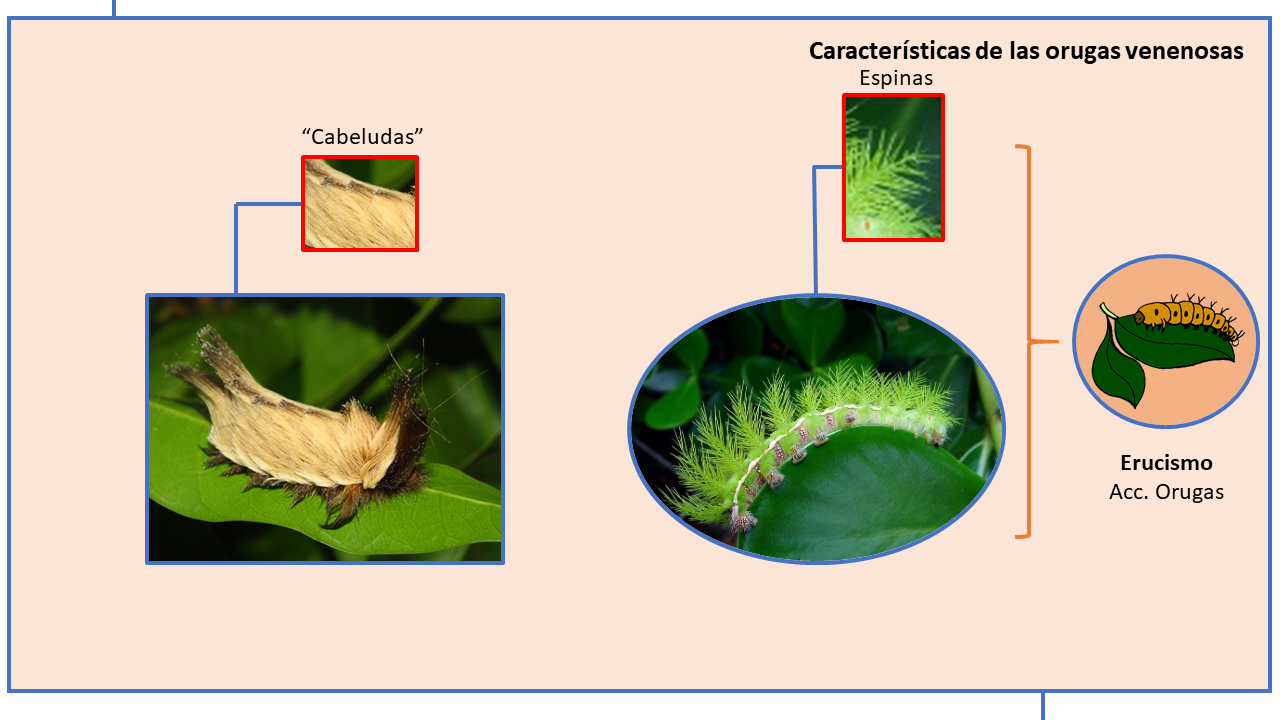 Características de las orugas venenosas
Espinas
“Cabeludas”
Erucismo
Acc. Orugas